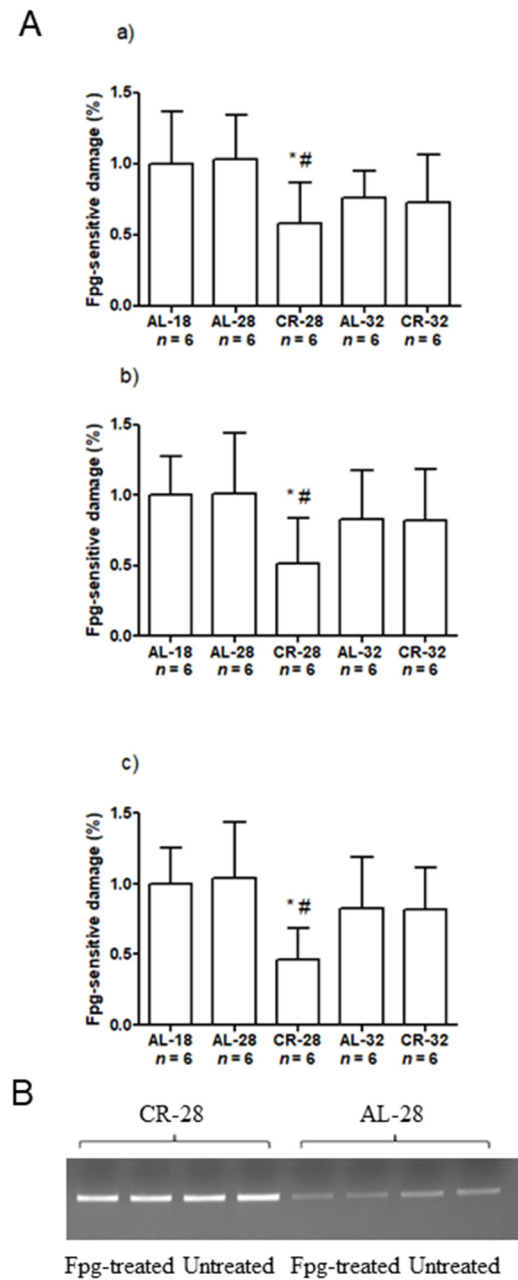 A
a)
Fpg-sensitive damage (%)
1.5
1.0
0.5
0.0
*#
AL-18 AL-28 CR-28 AL-32 CR-32
n = 6 n = 6 n = 6 n = 6 n = 6
b)
Fpg-sensitive damage (%)
1.5
1.0
0.5
0.0
*#
AL-18 AL-28 CR-28 AL-32 CR-32
n = 6 n = 6 n = 6 n = 6 n = 6
c)
Fpg-sensitive damage (%)
1.5
1.0
0.5
0.0
*#
AL-18 AL-28 CR-28 AL-32 CR-32
n = 6 n = 6 n = 6 n = 6 n = 6
B
CR-28 AL-28
Fpg-treated Untreated Fpg-treated Untreated